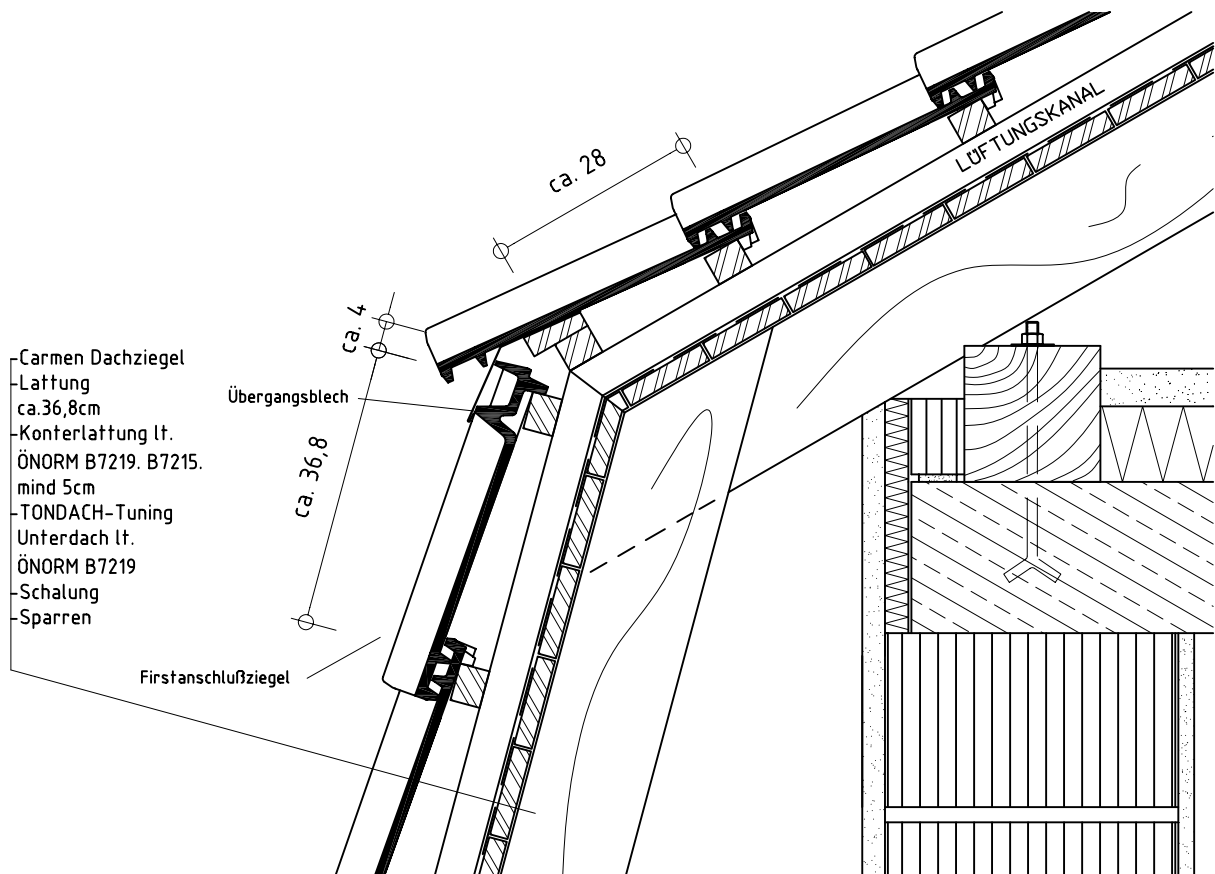 LÜFTUNGSKANAL
ca. 28
ca. 4
ca. 36,8
Carmen Dachziegel
Lattung
ca.36,8cm
Konterlattung lt.
ÖNORM B7219. B7215.
mind 5cm
TONDACH-Tuning
Unterdach lt.
ÖNORM B7219
Schalung
Sparren
Übergangsblech
Firstanschlußziegel